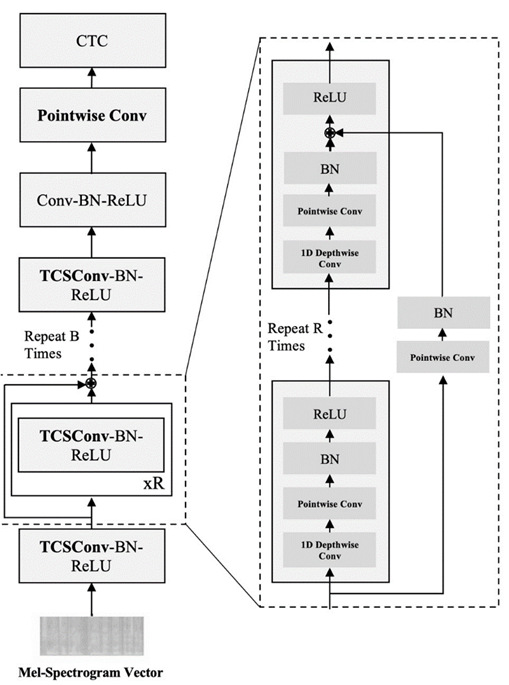 CTC
Pointwise Conv
Conv-BN-ReLU
TCSConv-BN-
ReLU
Repeat B
Times
TCSConv-BN-
ReLU
xR
TCSConv-BN-
ReLU
Mel-Spectrogram Vector
ReLU
BN
Pointwise Conv
1D Depthwise
Conv
Repeat R
Times
BN
Pointwise Conv
ReLU
BN
Pointwise Conv
1D Depthwise
Conv